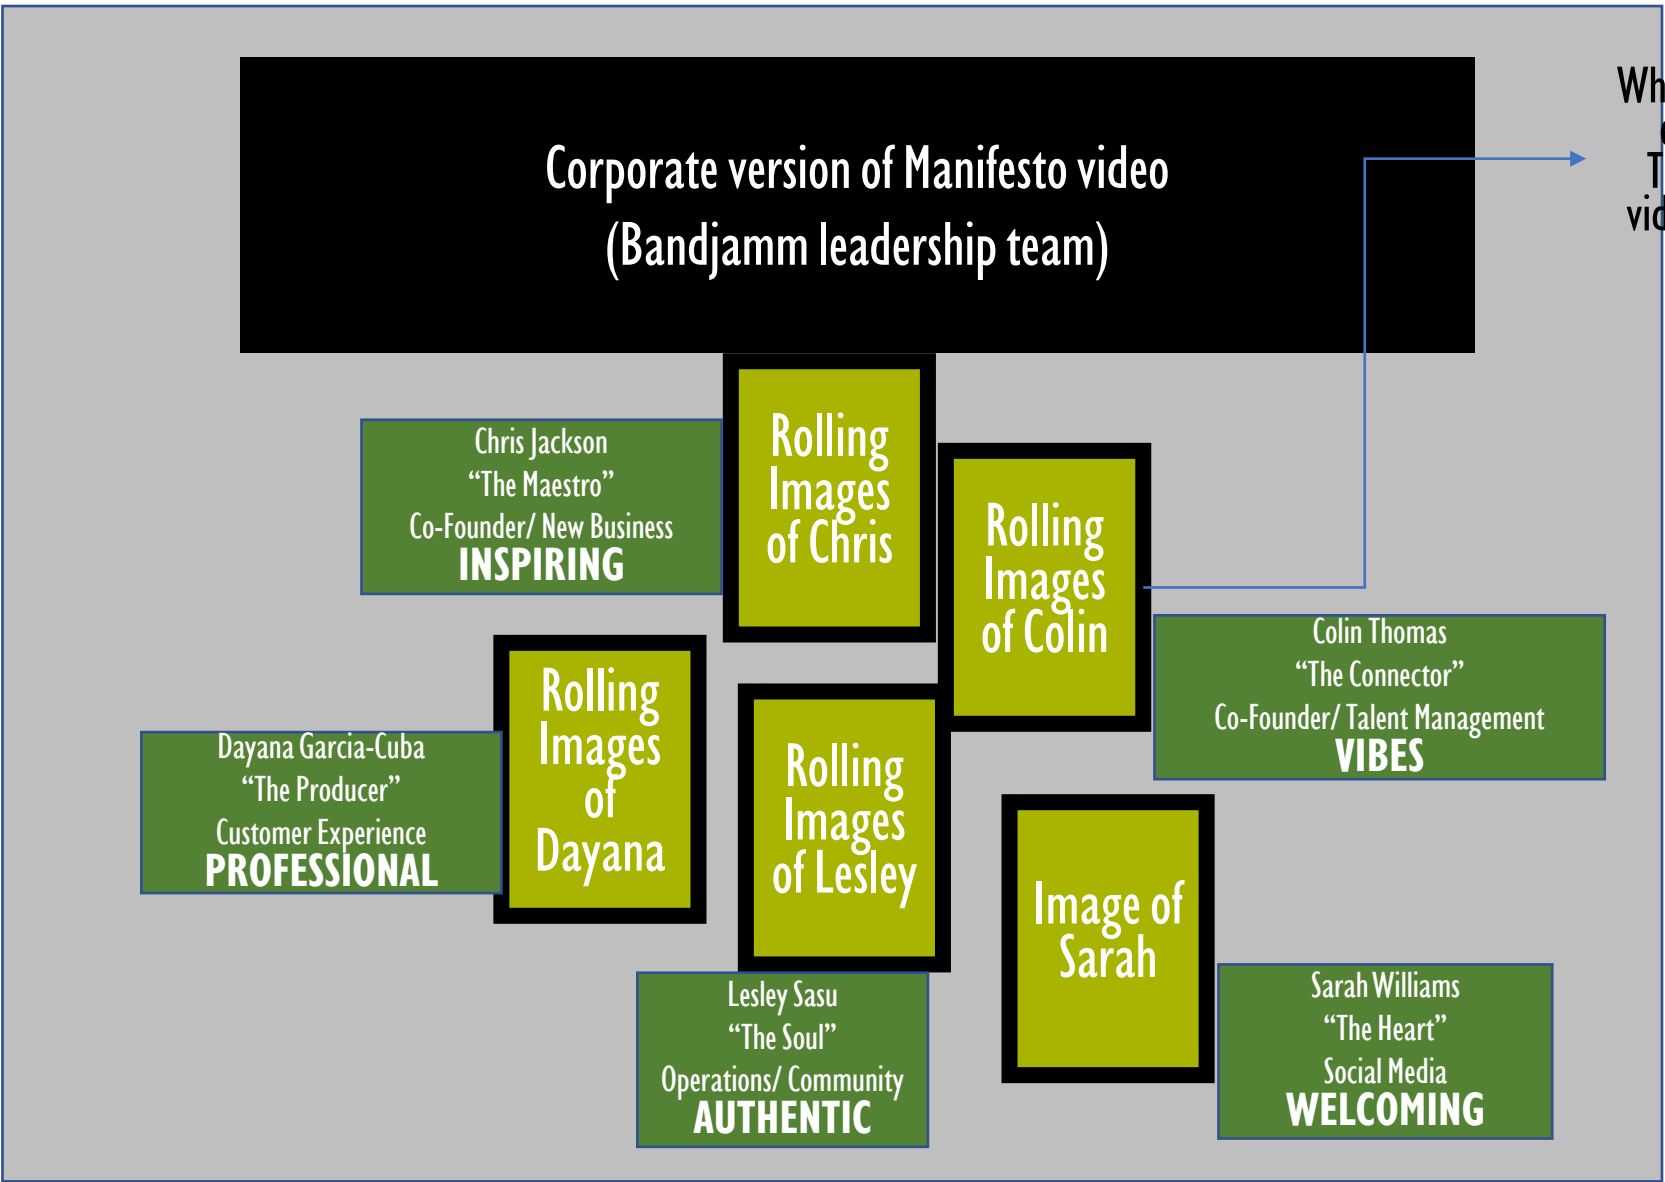 Corporate version of Manifesto video
(Bandjamm leadership team)
Rolling
Images
of Chris
Chris Jackson
“The Maestro”
Co-Founder/ New Business
INSPIRING
Rolling
Images
of Colin
Colin Thomas
“The Connector”
Co-Founder/ Talent Management
VIBES
Rolling
Images
of
Dayana
Dayana Garcia-Cuba
“The Producer”
Customer Experience
PROFESSIONAL
Rolling
Images
of Lesley
Lesley Sasu
“The Soul”
Operations/ Community
AUTHENTIC
Image of
Sarah
Sarah Williams
“The Heart”
Social Media
WELCOMING